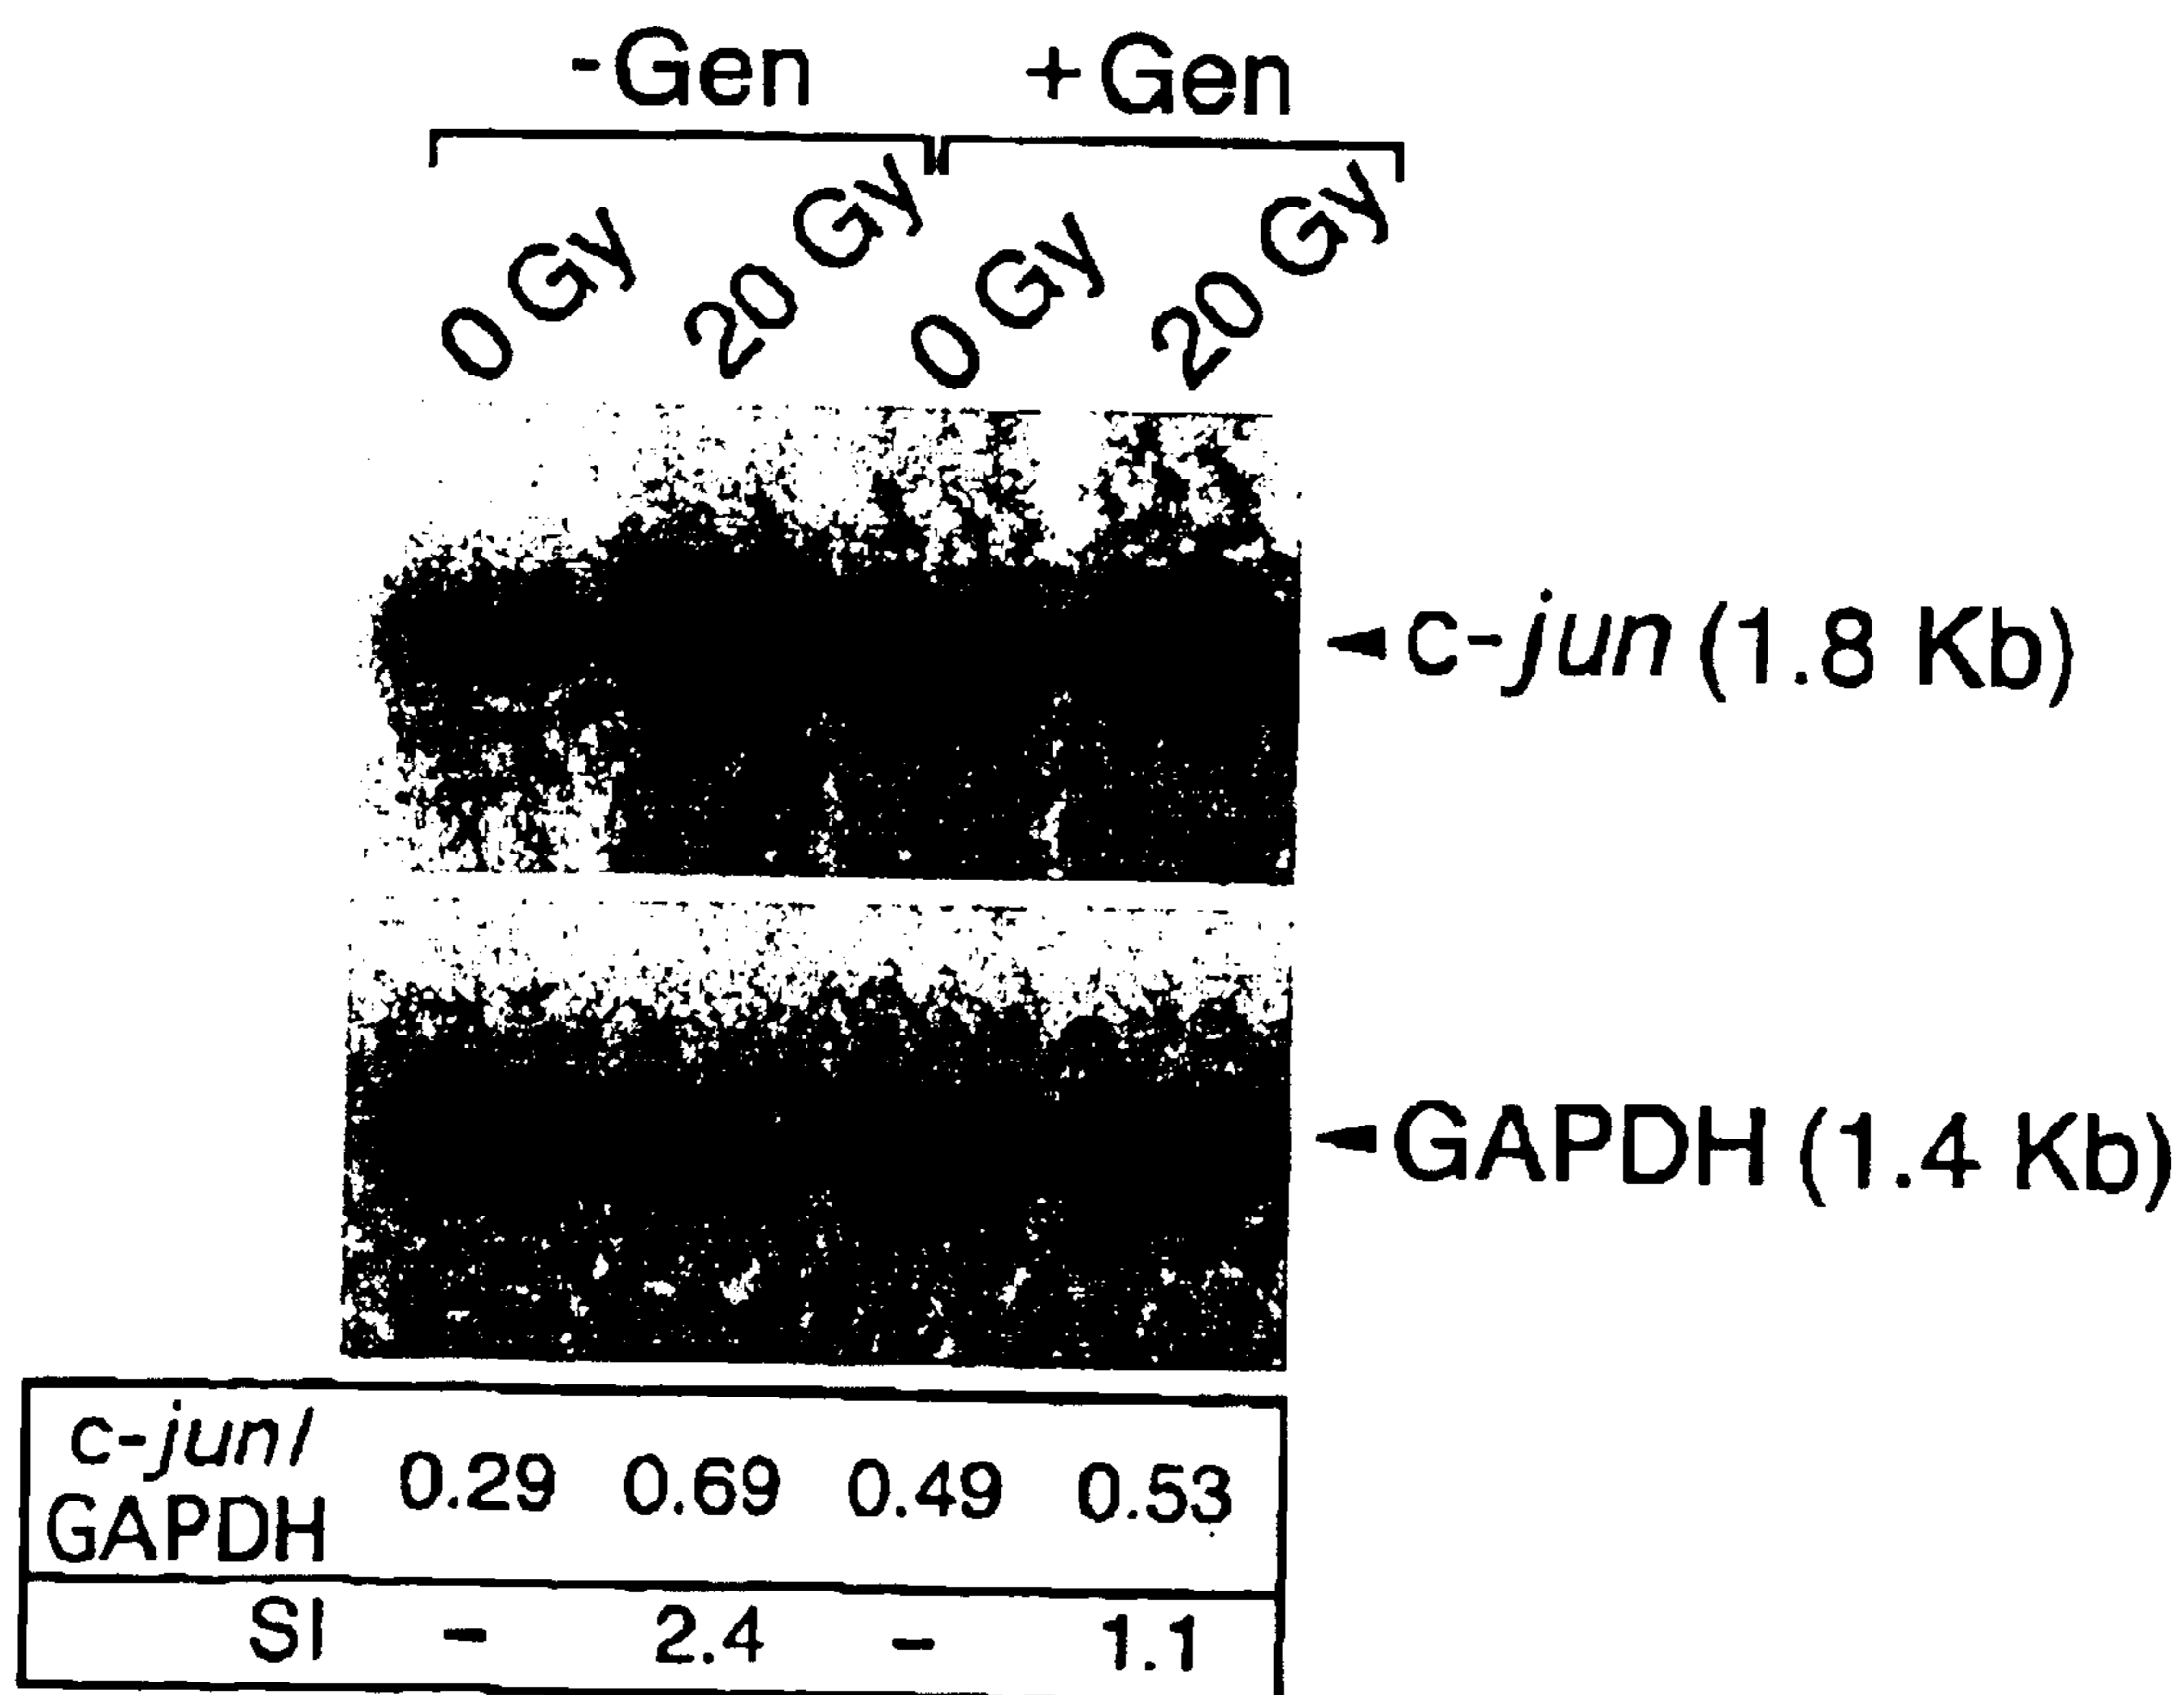 -Gen +Gen
0 Gy 20 Gy 0 Gy 20 Gy
c-jun (1.8 Kb)
GAPDH (1.4 Kb)
c-jun/
GAPDH 0.29 0.69 0.49 0.53
SI - 2.4 - 1.1